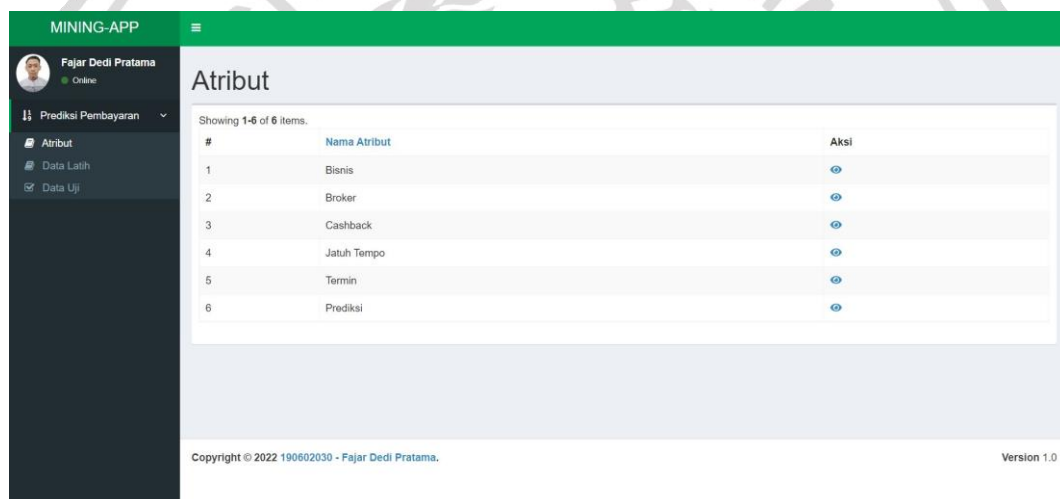 MINING-APP
Fajar Dedi Pratama
Online
Prediksi Pembayaran
Atribut
Data Latih
Data Uji
Atribut
Showing 1-6 of 6 items.
# Nama Atribut Aksi
1 Bisnis
2 Broker
3 Cashback
4 Jatuh Tempo
5 Termin
6 Prediksi
Copyright © 2022 190602030 - Fajar Dedi Pratama. Version 1.0